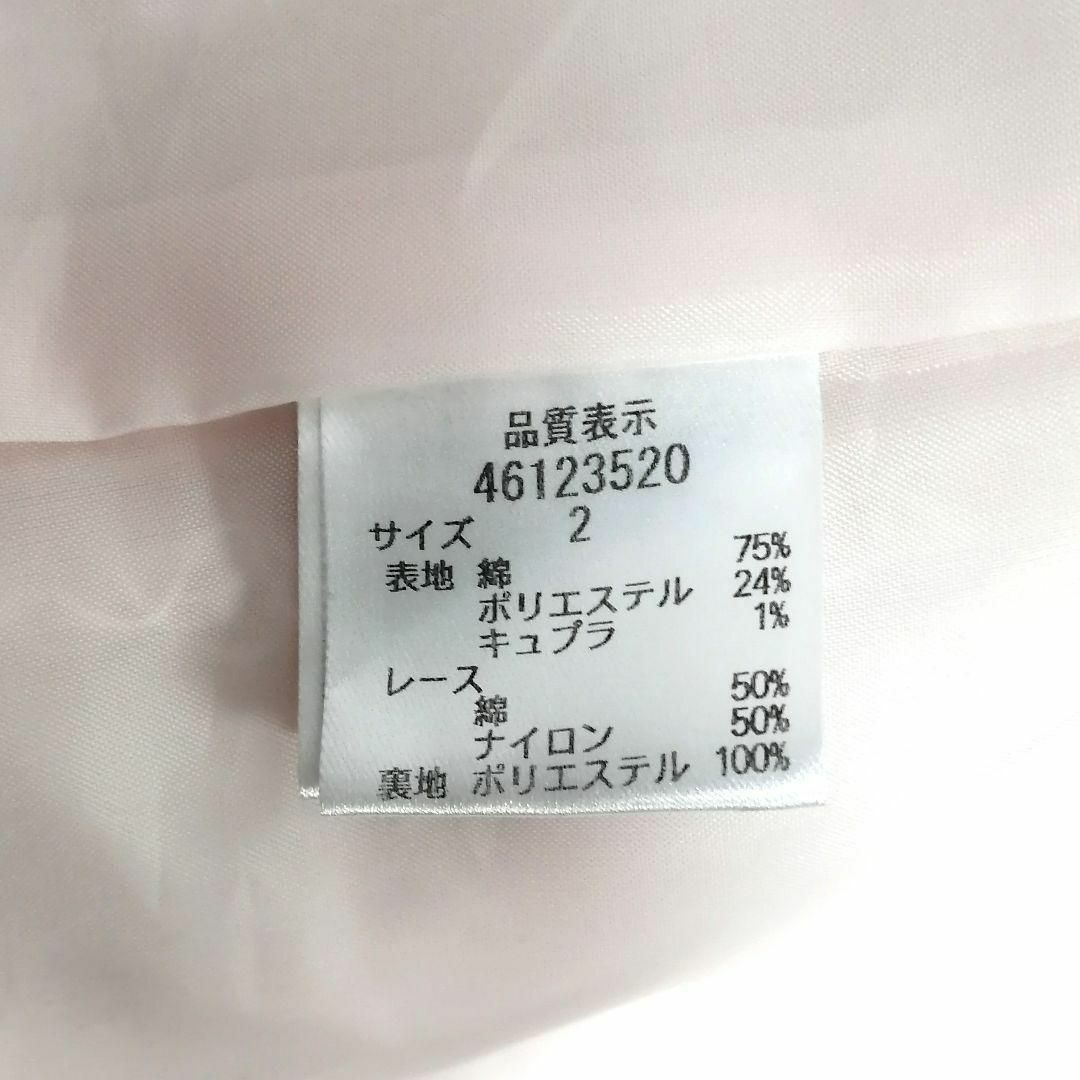 品質表示
46123520
サイズ 2
表地 綿 75%
ポリエステル 24%
キュプラ 1%
レース
綿 50%
ナイロン 50%
裏地 ポリエステル 100%